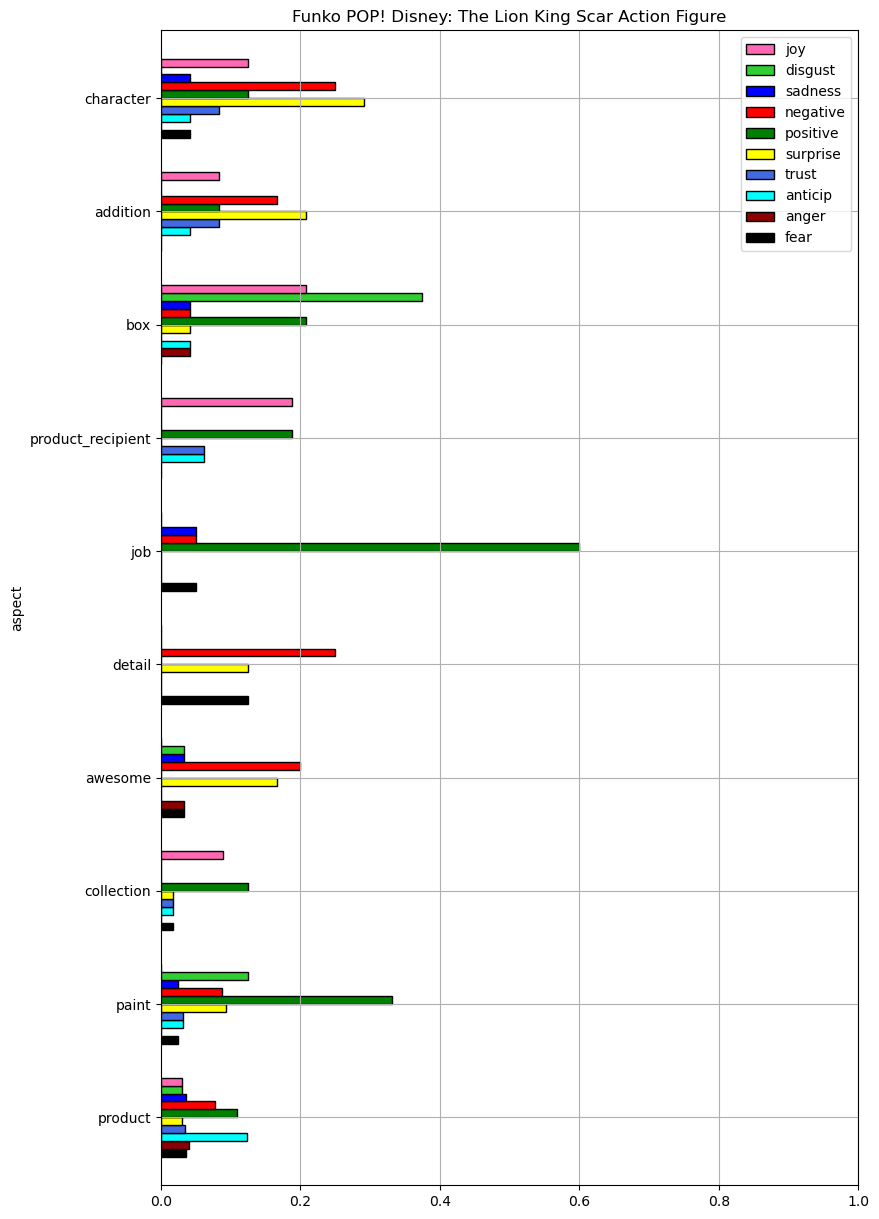 Funko POP! Disney: The Lion King Scar Action Figure
joy
disgust
sadness
negative
positive
surprise
trust
anticip
anger
fear
character
addition
box
product_recipient
job
detail
awesome
collection
paint
product
aspect
0.0 0.2 0.4 0.6 0.8 1.0